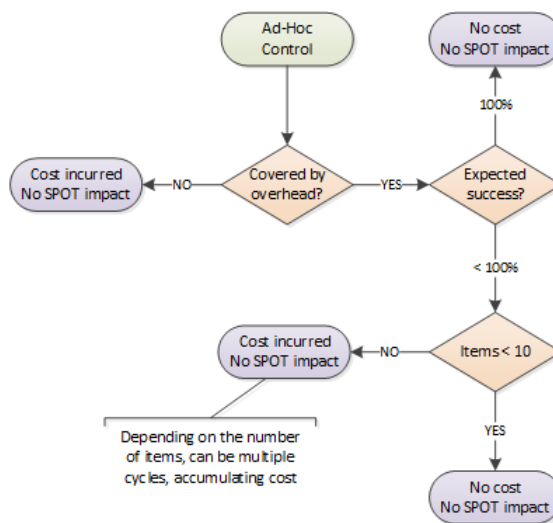 Ad-Hoc
Control
No cost
No SPOT impact
100%
Cost incurred
No SPOT impact
NO
Covered by
overhead?
YES
Expected
success?
< 100%
Cost incurred
No SPOT impact
NO
Items < 10
Depending on the number
of items, can be multiple
cycles, accumulating cost
YES
No cost
No SPOT impact